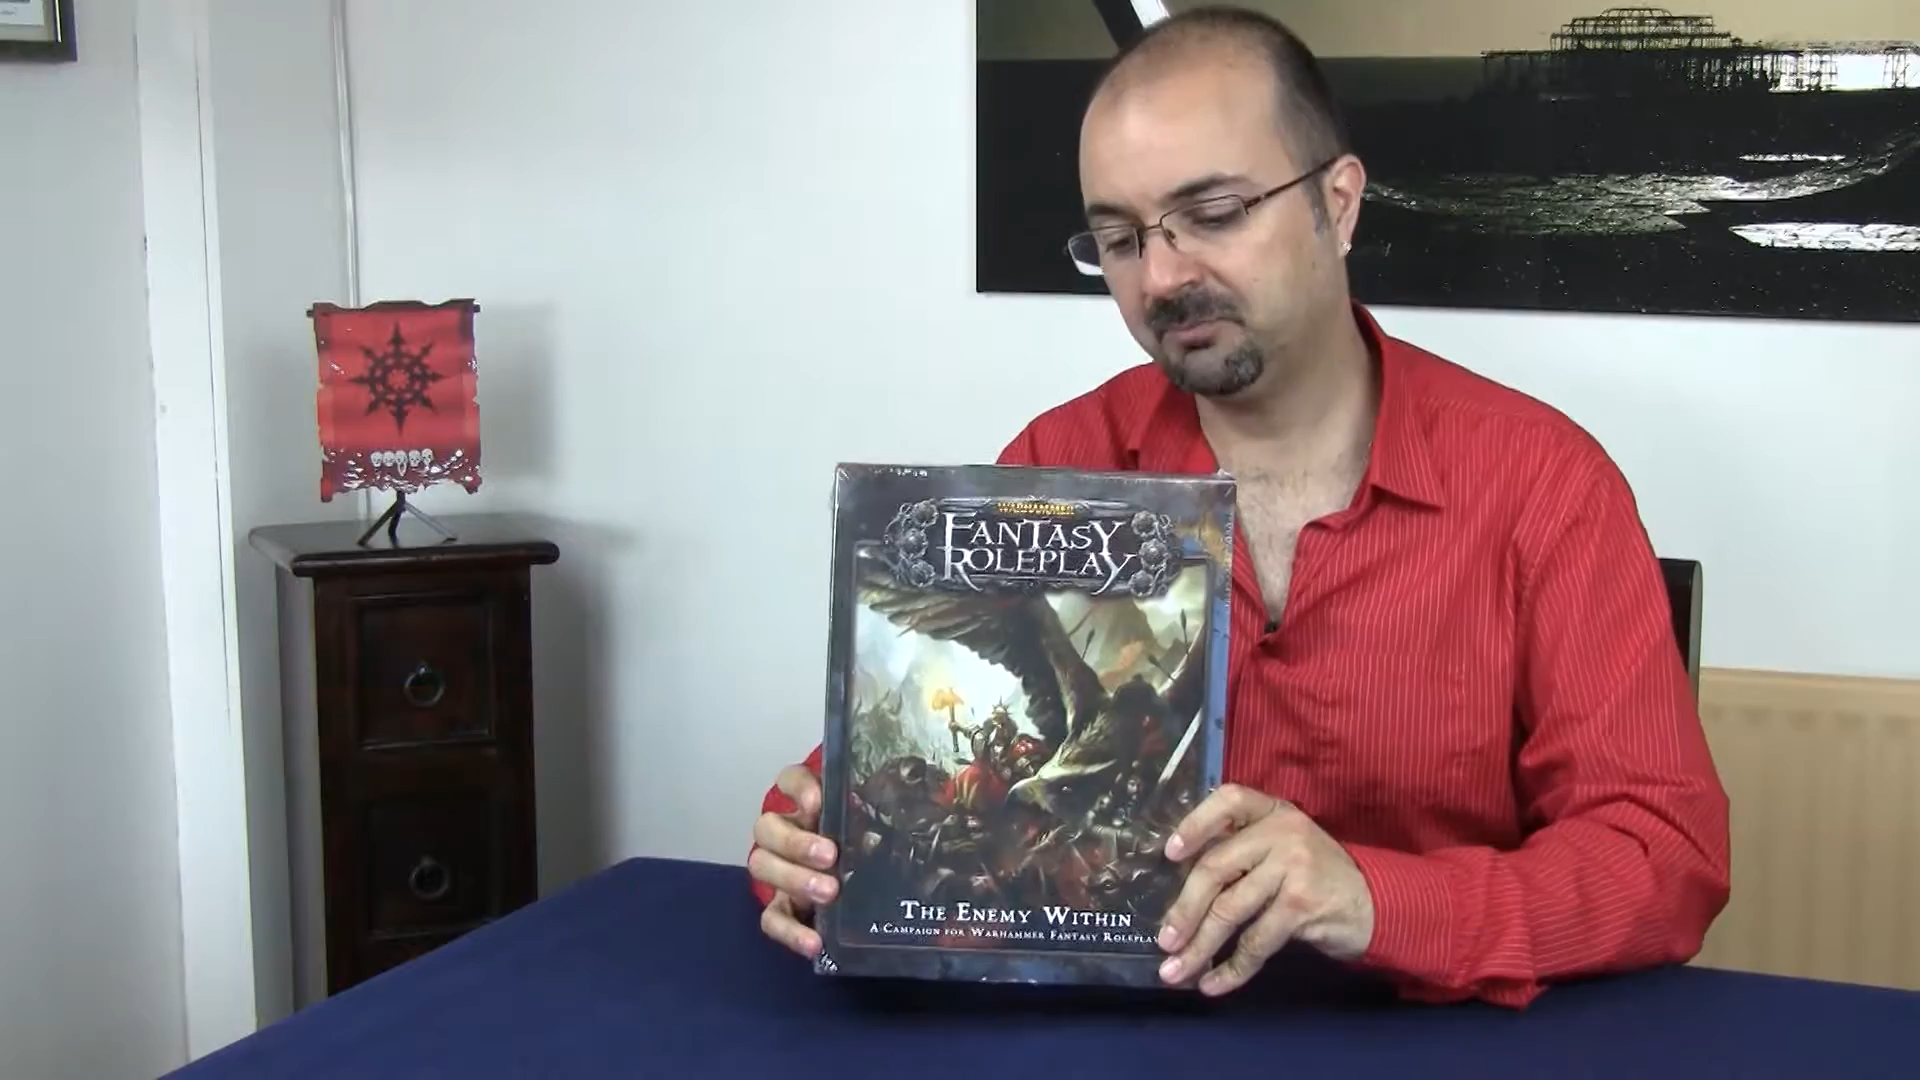 WARHAMMER
FANTASY
ROLEPLAY
THE ENEMY WITHIN
A CAMPAIGN FOR WARHAMMER FANTASY ROLEPLAY